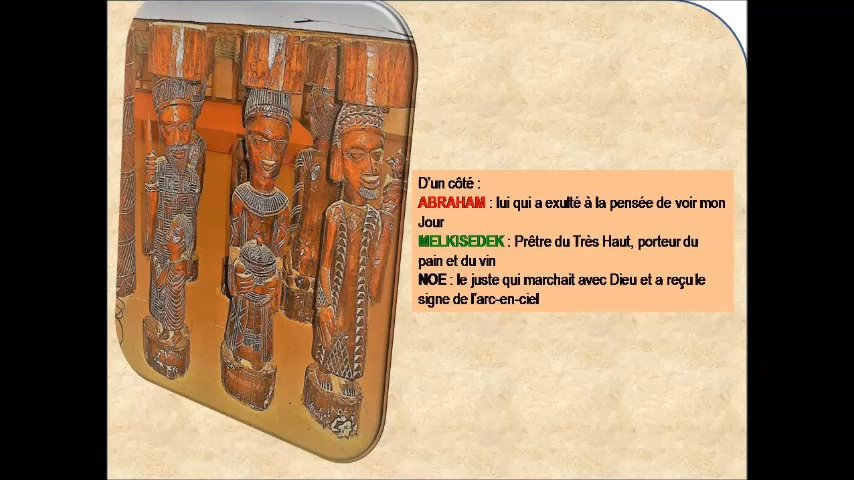 D'un côté :
ABRAHAM : lui qui a exulté à la pensée de voir mon
Jour
MELKISEDEK : Prêtre du Très Haut, porteur du
pain et du vin
NOE : le juste qui marchait avec Dieu et a reçu le
signe de l'arc-en-ciel